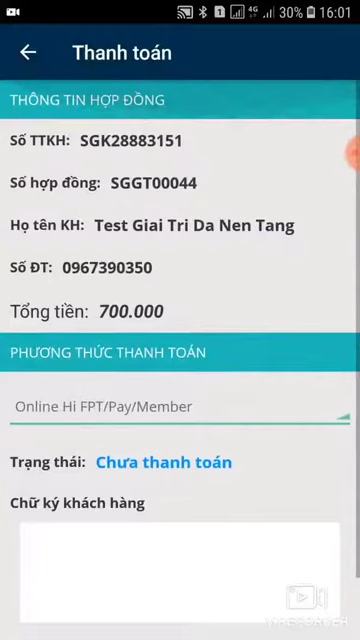 4G 30% 16:01
Thanh toán
THÔNG TIN HỢP ĐỒNG
Số TTKH: SGK28883151
Số hợp đồng: SGGT00044
Họ tên KH: Test Giai Tri Da Nen Tang
Số ĐT: 0967390350
Tổng tiền: 700.000
PHƯƠNG THỨC THANH TOÁN
Online Hi FPT/Pay/Member
Trạng thái: Chưa thanh toán
Chữ ký khách hàng